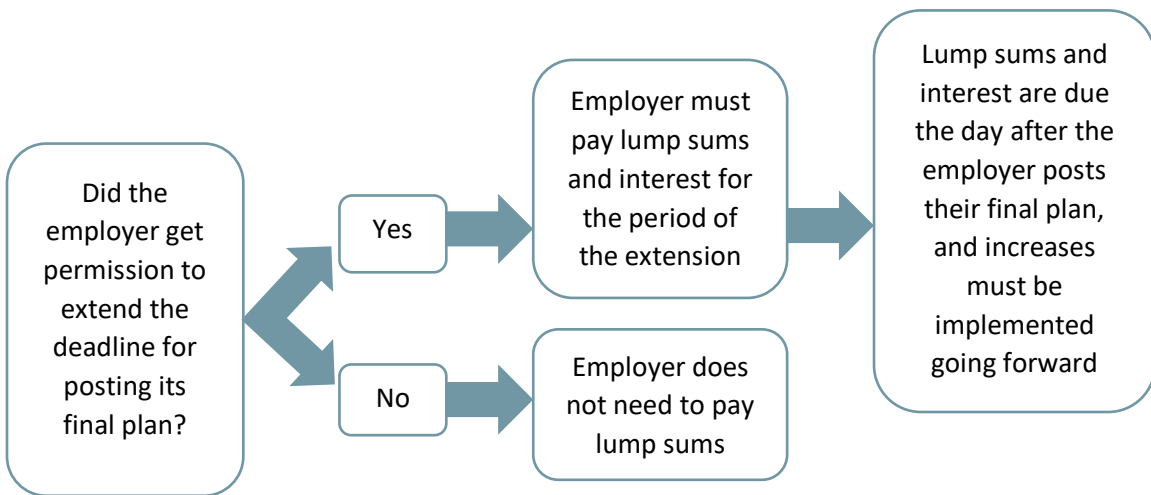 Did the
employer get
permission to
extend the
deadline for
posting its
final plan?
Yes
Employer must
pay lump sums
and interest for
the period of
the extension
Lump sums and
interest are due
the day after the
employer posts
their final plan,
and increases
must be
implemented
going forward
No
Employer does
not need to pay
lump sums